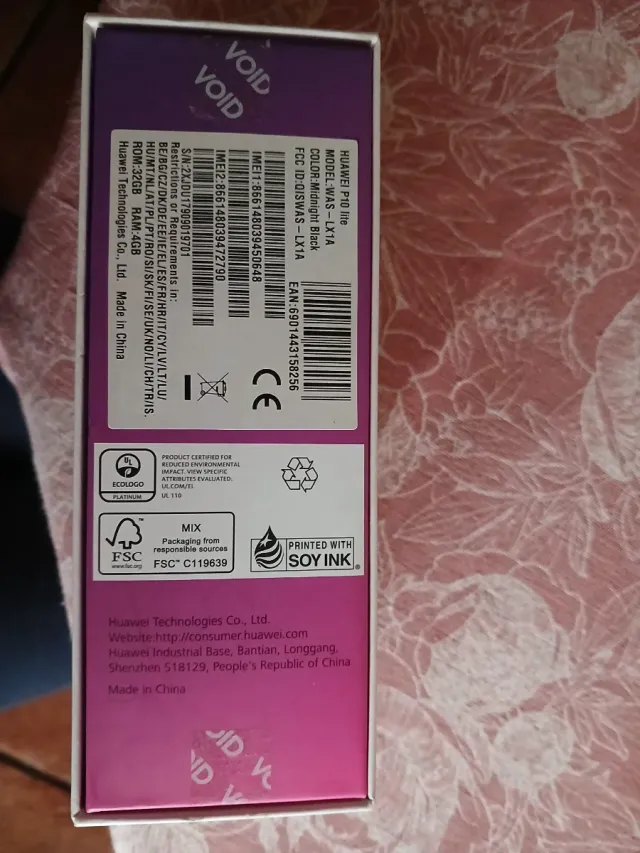 VOID
VOID
HUAWEI P10 lite
MODEL:WAS-LX1A
COLOR:Midnight Black
FCC ID:QISWAS-LX1A
EAN:6901443158256
IMEI1:866148039450648
IMEI2:866148039472790
S/N:2XJDU17909019701
Restrictions or Requirements in:
BE/BG/CZ/DK/DE/EE/IE/EL/ES/FR/HR/IT/CY/LV/LT/LU/
HU/MT/NL/AT/PL/PT/RO/SI/SK/FI/SE/UK/NO/LI/CH/TR/IS.
ROM:32GB RAM:4GB
Huawei Technologies Co., Ltd. Made in China
CE
UL
ECOLOGO
PLATINUM
PRODUCT CERTIFIED FOR
REDUCED ENVIRONMENTAL
IMPACT. VIEW SPECIFIC
ATTRIBUTES EVALUATED:
UL.COM/EL
UL 110
FSC™
www.fsc.org
MIX
Packaging from
responsible sources
FSC™ C119639
PRINTED WITH
SOY INK®
Huawei Technologies Co., Ltd.
Website:http://consumer.huawei.com
Huawei Industrial Base, Bantian, Longgang,
Shenzhen 518129, People's Republic of China
Made in China